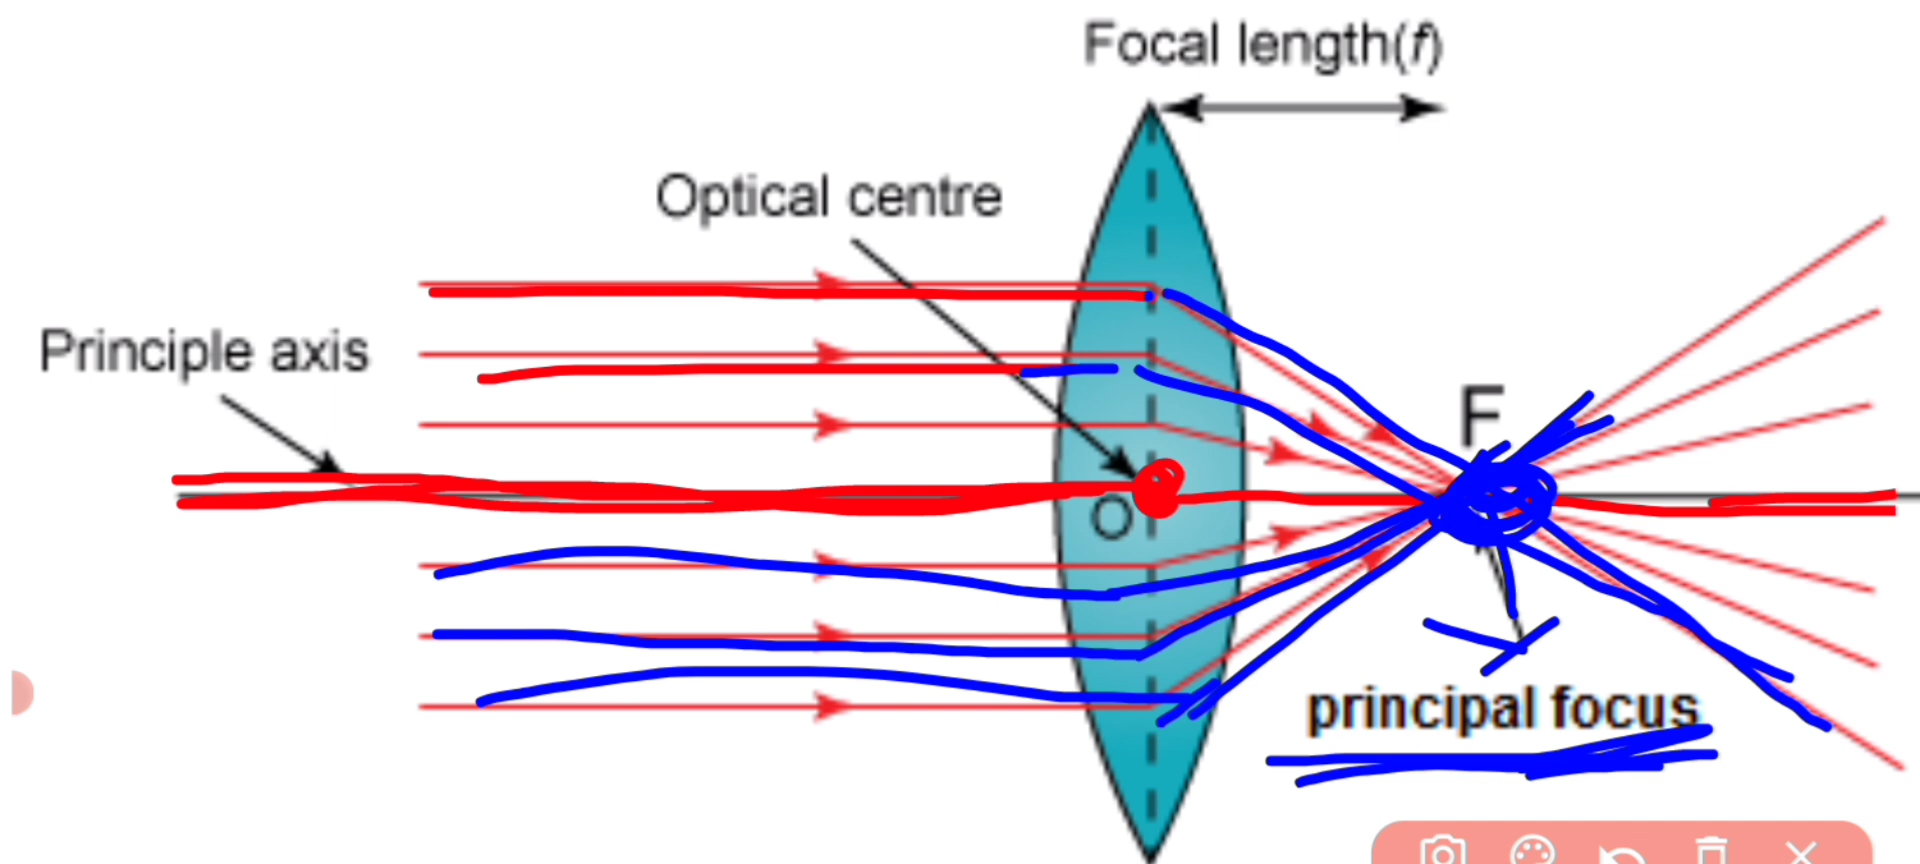 Focal length(f)
Optical centre
Principle axis
F
O
principal focus